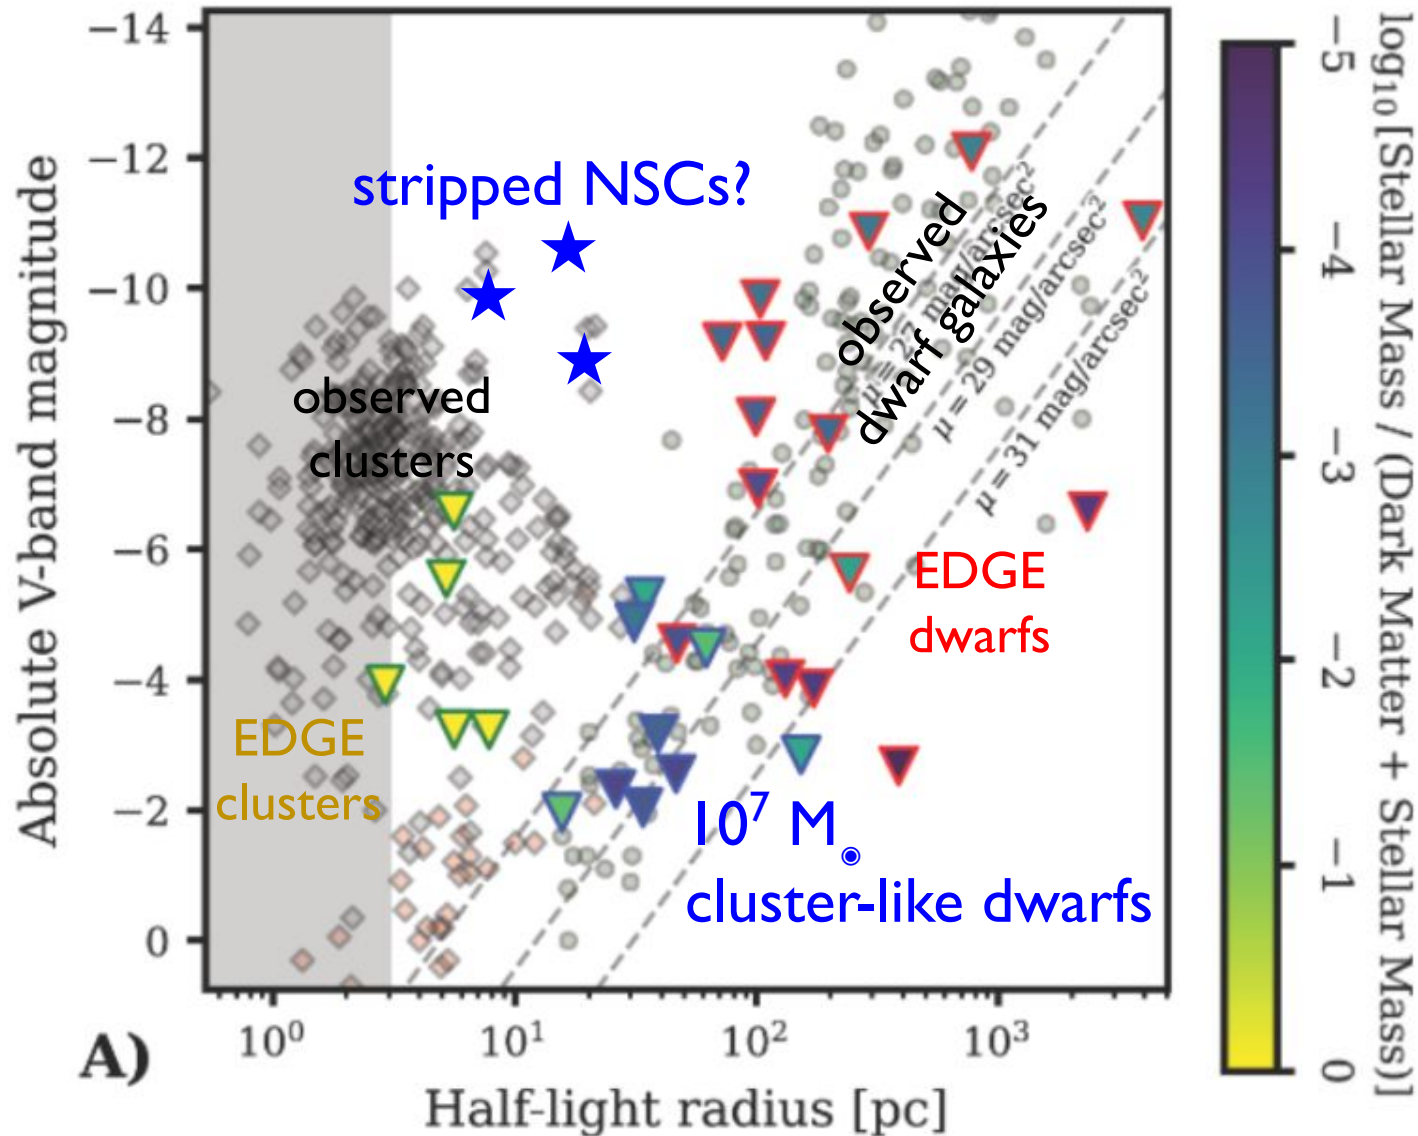 −14
−12
−10
−8
−6
−4
−2
0
Absolute V-band magnitude
10⁰
10¹
10²
10³
Half-light radius [pc]
A)
stripped NSCs?
observed
clusters
EDGE
clusters
observed
dwarf galaxies
μ = 27 mag/arcsec²
μ = 29 mag/arcsec²
μ = 31 mag/arcsec²
EDGE
dwarfs
10⁷ M☉
cluster-like dwarfs
−5
−4
−3
−2
−1
0
log₁₀[Stellar Mass / (Dark Matter + Stellar Mass)]